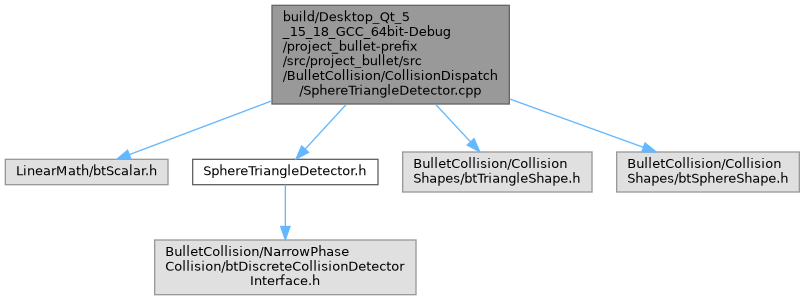 build/Desktop_Qt_5
_15_18_GCC_64bit-Debug
/project_bullet-prefix
/src/project_bullet/src
/BulletCollision/CollisionDispatch
/SphereTriangleDetector.cpp
LinearMath/btScalar.h
SphereTriangleDetector.h
BulletCollision/Collision
Shapes/btTriangleShape.h
BulletCollision/Collision
Shapes/btSphereShape.h
BulletCollision/NarrowPhase
Collision/btDiscreteCollisionDetector
Interface.h